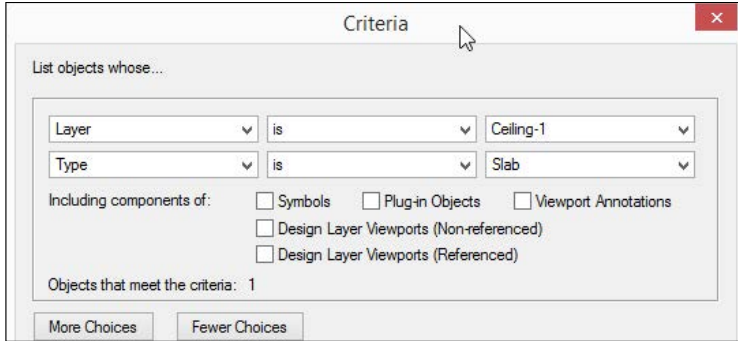 Criteria
List objects whose...
Layer is Ceiling-1
Type is Slab
Including components of: Symbols Plug-in Objects Viewport Annotations
Design Layer Viewports (Non-referenced)
Design Layer Viewports (Referenced)
Objects that meet the criteria: 1
More Choices Fewer Choices